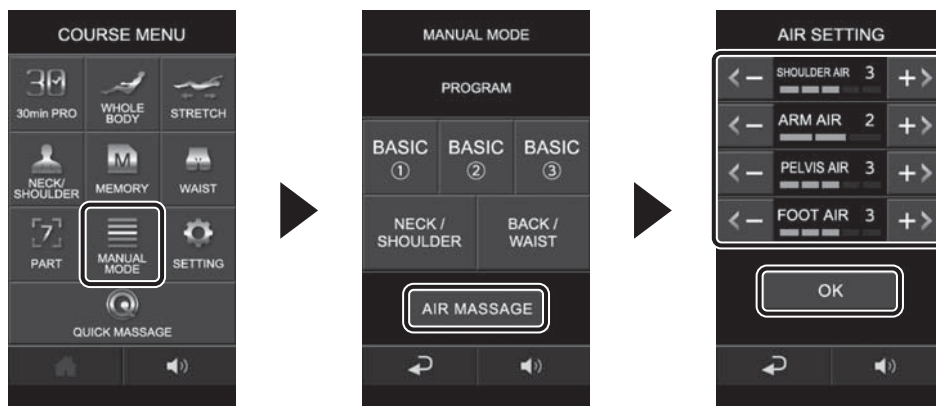 COURSE MENU
30
30min PRO
WHOLE
BODY
STRETCH
NECK/
SHOULDER
M
MEMORY
WAIST
7
PART
MANUAL
MODE
SETTING
QUICK MASSAGE
MANUAL MODE
PROGRAM
BASIC
①
BASIC
②
BASIC
③
NECK /
SHOULDER
BACK /
WAIST
AIR MASSAGE
AIR SETTING
< − SHOULDER AIR 3 + >
< − ARM AIR 2 + >
< − PELVIS AIR 3 + >
< − FOOT AIR 3 + >
OK